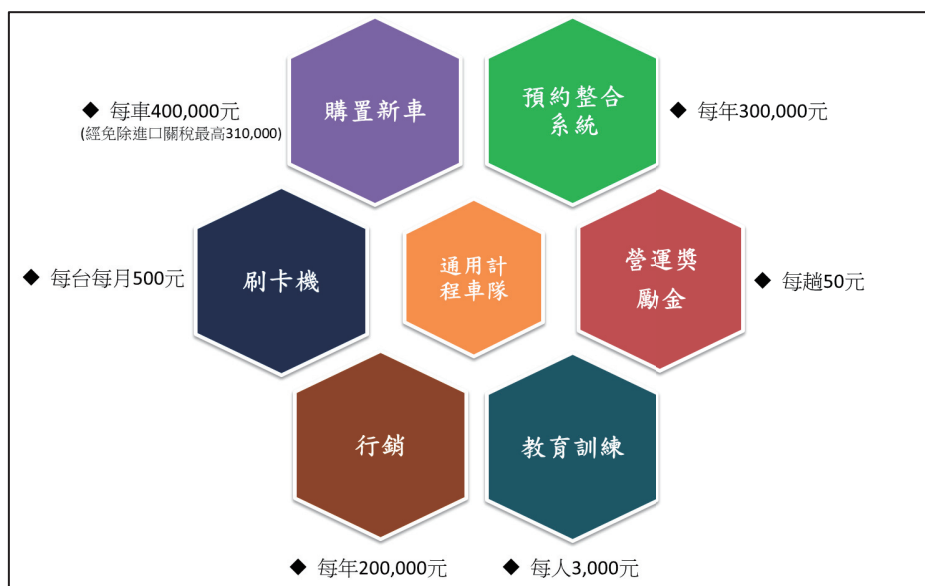 購置新車
◆ 每車400,000元
(經免除進口關稅最高310,000)
預約整合
系統
◆ 每年300,000元
刷卡機
◆ 每台每月500元
通用計
程車隊
營運獎
勵金
◆ 每趟50元
行銷
◆ 每年200,000元
教育訓練
◆ 每人3,000元